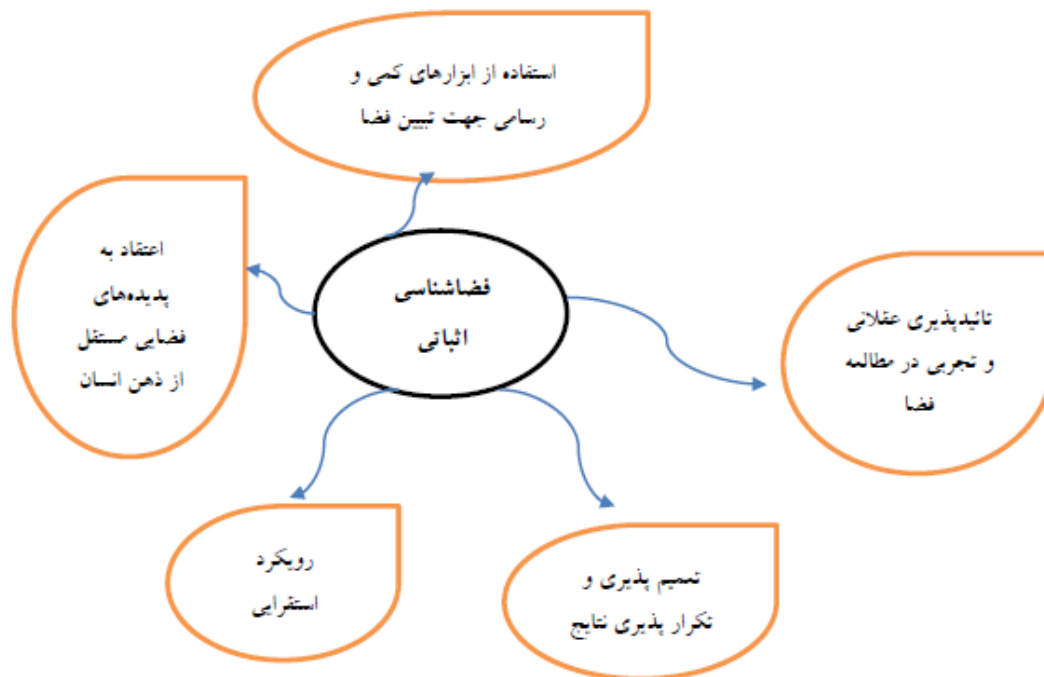 استفاده از ابزارهای کمی و
رسامی جهت تبیین فضا
اعتقاد به
پدیده‌های
فضایی مستقل
از ذهن انسان
فضاشناسی
اثباتی
تائیدپذیری عقلانی
و تجربی در مطالعه
فضا
رویکرد
استقرایی
تعمیم پذیری و
تکرار پذیری نتایج